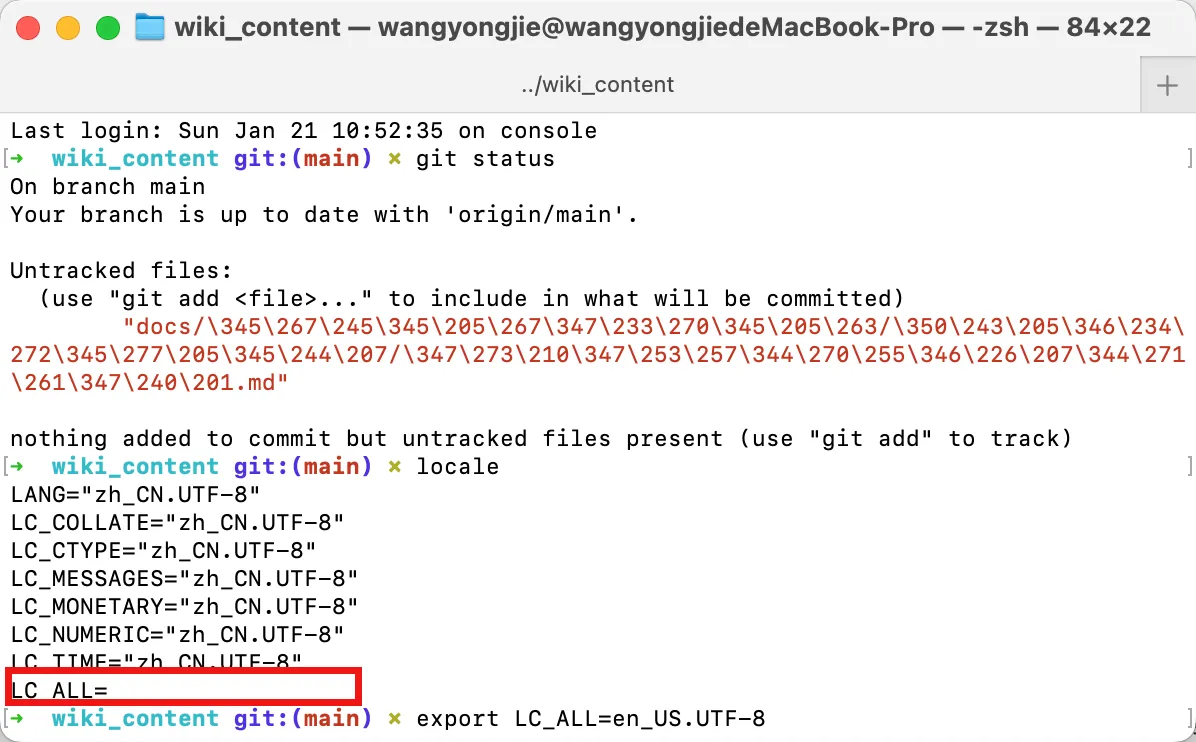 wiki_content — wangyongjie@wangyongjiedeMacBook-Pro — -zsh — 84×22
../wiki_content
+
Last login: Sun Jan 21 10:52:35 on console
[➜  wiki_content git:(main) × git status ]
On branch main
Your branch is up to date with 'origin/main'.
Untracked files:
  (use "git add <file>..." to include in what will be committed)
        "docs/\345\267\245\345\205\267\347\233\270\345\205\263/\350\243\205\346\234\
272\345\277\205\345\244\207/\347\273\210\347\253\257\344\270\255\346\226\207\344\271
\261\347\240\201.md"
nothing added to commit but untracked files present (use "git add" to track)
[➜  wiki_content git:(main) × locale ]
LANG="zh_CN.UTF-8"
LC_COLLATE="zh_CN.UTF-8"
LC_CTYPE="zh_CN.UTF-8"
LC_MESSAGES="zh_CN.UTF-8"
LC_MONETARY="zh_CN.UTF-8"
LC_NUMERIC="zh_CN.UTF-8"
LC_TIME="zh_CN.UTF-8"
LC_ALL=
[➜  wiki_content git:(main) × export LC_ALL=en_US.UTF-8 ]